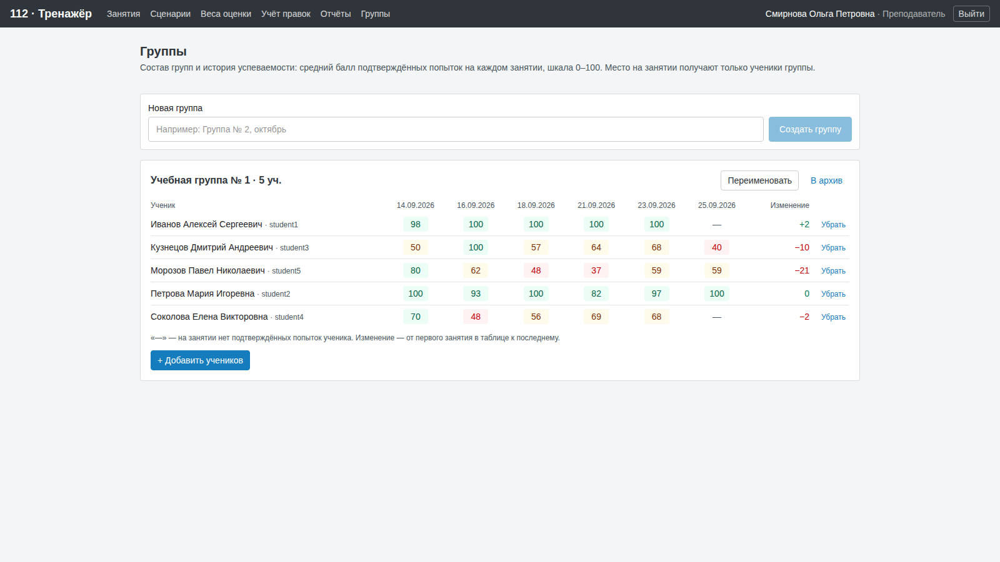 112 · Тренажёр Занятия Сценарии Веса оценки Учёт правок Отчёты Группы Смирнова Ольга Петровна · Преподаватель Выйти
Группы
Состав групп и история успеваемости: средний балл подтверждённых попыток на каждом занятии, шкала 0–100. Место на занятии получают только ученики группы.
Новая группа
Например: Группа № 2, октябрь Создать группу
Учебная группа № 1 · 5 уч. Переименовать В архив
Ученик 14.09.2026 16.09.2026 18.09.2026 21.09.2026 23.09.2026 25.09.2026 Изменение
Иванов Алексей Сергеевич · student1 98 100 100 100 100 — +2 Убрать
Кузнецов Дмитрий Андреевич · student3 50 100 57 64 68 40 −10 Убрать
Морозов Павел Николаевич · student5 80 62 48 37 59 59 −21 Убрать
Петрова Мария Игоревна · student2 100 93 100 82 97 100 0 Убрать
Соколова Елена Викторовна · student4 70 48 56 69 68 — −2 Убрать
«—» — на занятии нет подтверждённых попыток ученика. Изменение — от первого занятия в таблице к последнему.
+ Добавить учеников